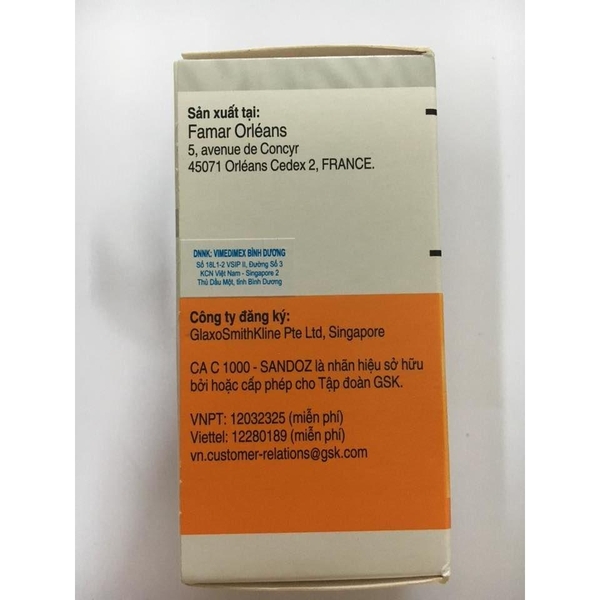 Sản xuất tại:
Famar Orléans
5, avenue de Concyr
45071 Orléans Cedex 2, FRANCE.
DNNK: VIMEDIMEX BÌNH DƯƠNG
Số 18L1-2 VSIP II, Đường Số 3
KCN Việt Nam - Singapore 2
Thủ Dầu Một, tỉnh Bình Dương
Công ty đăng ký:
GlaxoSmithKline Pte Ltd, Singapore
CA C 1000 - SANDOZ là nhãn hiệu sở hữu
bởi hoặc cấp phép cho Tập đoàn GSK.
VNPT: 12032325 (miễn phí)
Viettel: 12280189 (miễn phí)
vn.customer-relations@gsk.com